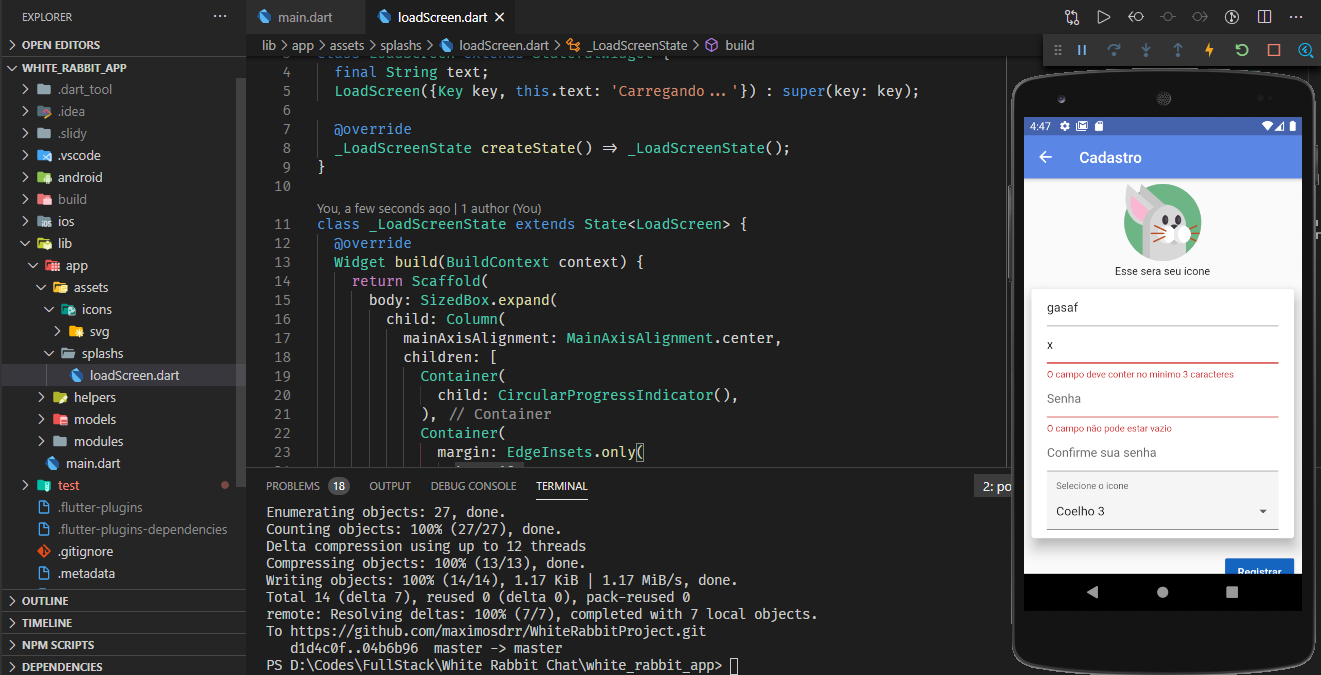 EXPLORER
OPEN EDITORS
WHITE_RABBIT_APP
.dart_tool
.idea
.slidy
.vscode
android
build
ios
lib
app
assets
icons
svg
splashs
loadScreen.dart
helpers
models
modules
main.dart
test
.flutter-plugins
.flutter-plugins-dependencies
.gitignore
.metadata
OUTLINE
TIMELINE
NPM SCRIPTS
DEPENDENCIES
main.dart
loadScreen.dart
lib > app > assets > splashs > loadScreen.dart > _LoadScreenState > build
3 class LoadScreen extends StatefulWidget {
4 final String text;
5 LoadScreen({Key key, this.text: 'Carregando...'}) : super(key: key);
6
7 @override
8 _LoadScreenState createState() => _LoadScreenState();
9 }
10
You, a few seconds ago | 1 author (You)
11 class _LoadScreenState extends State<LoadScreen> {
12 @override
13 Widget build(BuildContext context) {
14 return Scaffold(
15 body: SizedBox.expand(
16 child: Column(
17 mainAxisAlignment: MainAxisAlignment.center,
18 children: [
19 Container(
20 child: CircularProgressIndicator(),
21 ), // Container
22 Container(
23 margin: EdgeInsets.only(
PROBLEMS 18 OUTPUT DEBUG CONSOLE TERMINAL 2: po
Enumerating objects: 27, done.
Counting objects: 100% (27/27), done.
Delta compression using up to 12 threads
Compressing objects: 100% (13/13), done.
Writing objects: 100% (14/14), 1.17 KiB | 1.17 MiB/s, done.
Total 14 (delta 7), reused 0 (delta 0), pack-reused 0
remote: Resolving deltas: 100% (7/7), completed with 7 local objects.
To https://github.com/maximosdrr/WhiteRabbitProject.git
d1d4c0f..04b6b96 master -> master
PS D:\Codes\FullStack\White Rabbit Chat\white_rabbit_app>
4:47
Cadastro
Esse sera seu icone
gasaf
x
O campo deve conter no minimo 3 caracteres
Senha
O campo não pode estar vazio
Confirme sua senha
Selecione o icone
Coelho 3
Registrar